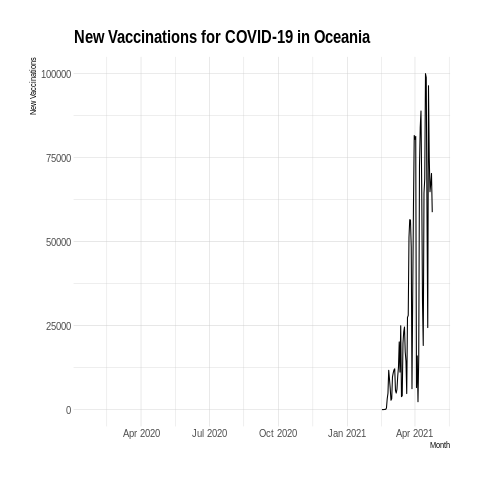 New Vaccinations for COVID-19 in Oceania
New Vaccinations
100000
75000
50000
25000
0
Apr 2020 Jul 2020 Oct 2020 Jan 2021 Apr 2021
Month